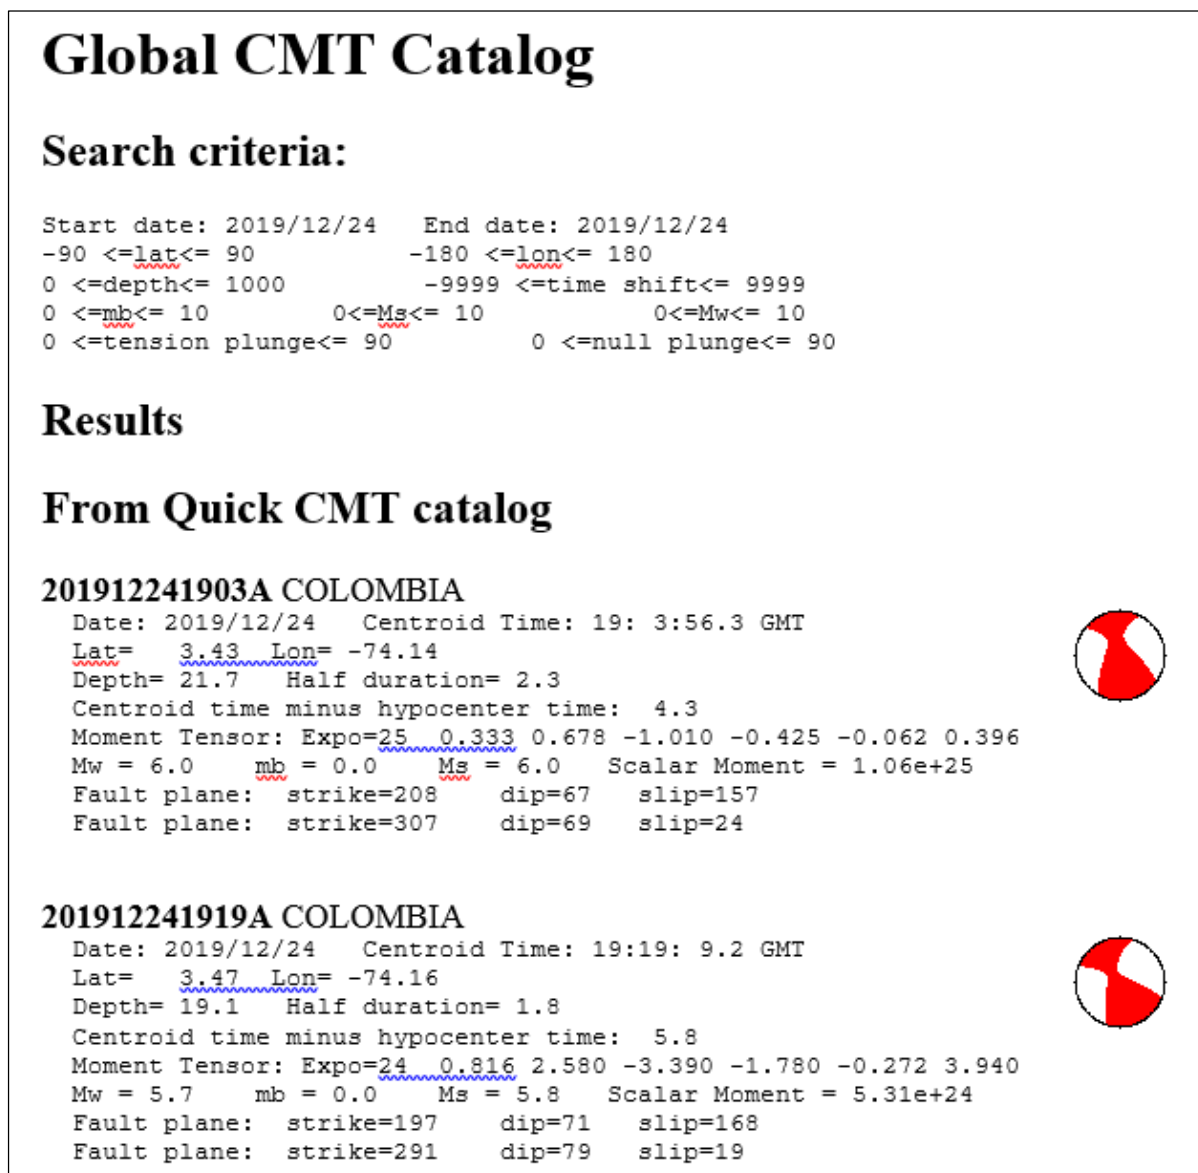 Global CMT Catalog
Search criteria:
Start date: 2019/12/24   End date: 2019/12/24
-90 <=lat<= 90          -180 <=lon<= 180
0 <=depth<= 1000         -9999 <=time shift<= 9999
0 <=mb<= 10        0<=Ms<= 10           0<=Mw<= 10
0 <=tension plunge<= 90         0 <=null plunge<= 90
Results
From Quick CMT catalog
201912241903A COLOMBIA
Date: 2019/12/24   Centroid Time: 19: 3:56.3 GMT
Lat=   3.43  Lon= -74.14
Depth= 21.7   Half duration= 2.3
Centroid time minus hypocenter time:  4.3
Moment Tensor: Expo=25  0.333 0.678 -1.010 -0.425 -0.062 0.396
Mw = 6.0    mb = 0.0    Ms = 6.0   Scalar Moment = 1.06e+25
Fault plane:  strike=208    dip=67   slip=157
Fault plane:  strike=307    dip=69   slip=24
201912241919A COLOMBIA
Date: 2019/12/24   Centroid Time: 19:19: 9.2 GMT
Lat=   3.47  Lon= -74.16
Depth= 19.1   Half duration= 1.8
Centroid time minus hypocenter time:  5.8
Moment Tensor: Expo=24  0.816 2.580 -3.390 -1.780 -0.272 3.940
Mw = 5.7    mb = 0.0    Ms = 5.8   Scalar Moment = 5.31e+24
Fault plane:  strike=197    dip=71   slip=168
Fault plane:  strike=291    dip=79   slip=19